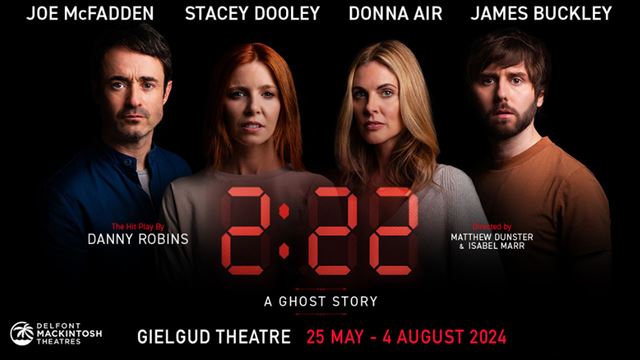 JOE McFADDEN STACEY DOOLEY DONNA AIR JAMES BUCKLEY
The Hit Play By
DANNY ROBINS
2:22
Directed by
MATTHEW DUNSTER
& ISABEL MARR
A GHOST STORY
DELFONT
MACKINTOSH
THEATRES
GIELGUD THEATRE 25 MAY - 4 AUGUST 2024